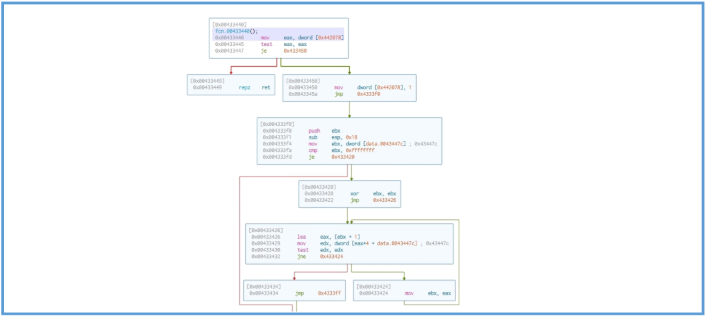 [0x00433440]
fcn.00433440();
0x00433440 mov eax, dword [0x442078]
0x00433445 test eax, eax
0x00433447 je 0x433450
[0x00433449]
0x00433449 repz ret
[0x00433450]
0x00433450 mov dword [0x442078], 1
0x0043345a jmp 0x4333f0
[0x004333f0]
0x004333f0 push ebx
0x004333f1 sub esp, 0x18
0x004333f4 mov ebx, dword [data.0043447c] ; 0x43447c
0x004333fa cmp ebx, 0xffffffff
0x004333fd je 0x433420
[0x00433420]
0x00433420 xor ebx, ebx
0x00433422 jmp 0x433426
[0x00433426]
0x00433426 lea eax, [ebx + 1]
0x00433429 mov edx, dword [eax*4 + data.0043447c] ; 0x43447c
0x00433430 test edx, edx
0x00433432 jne 0x433424
[0x00433434]
0x00433434 jmp 0x4333ff
[0x00433424]
0x00433424 mov ebx, eax